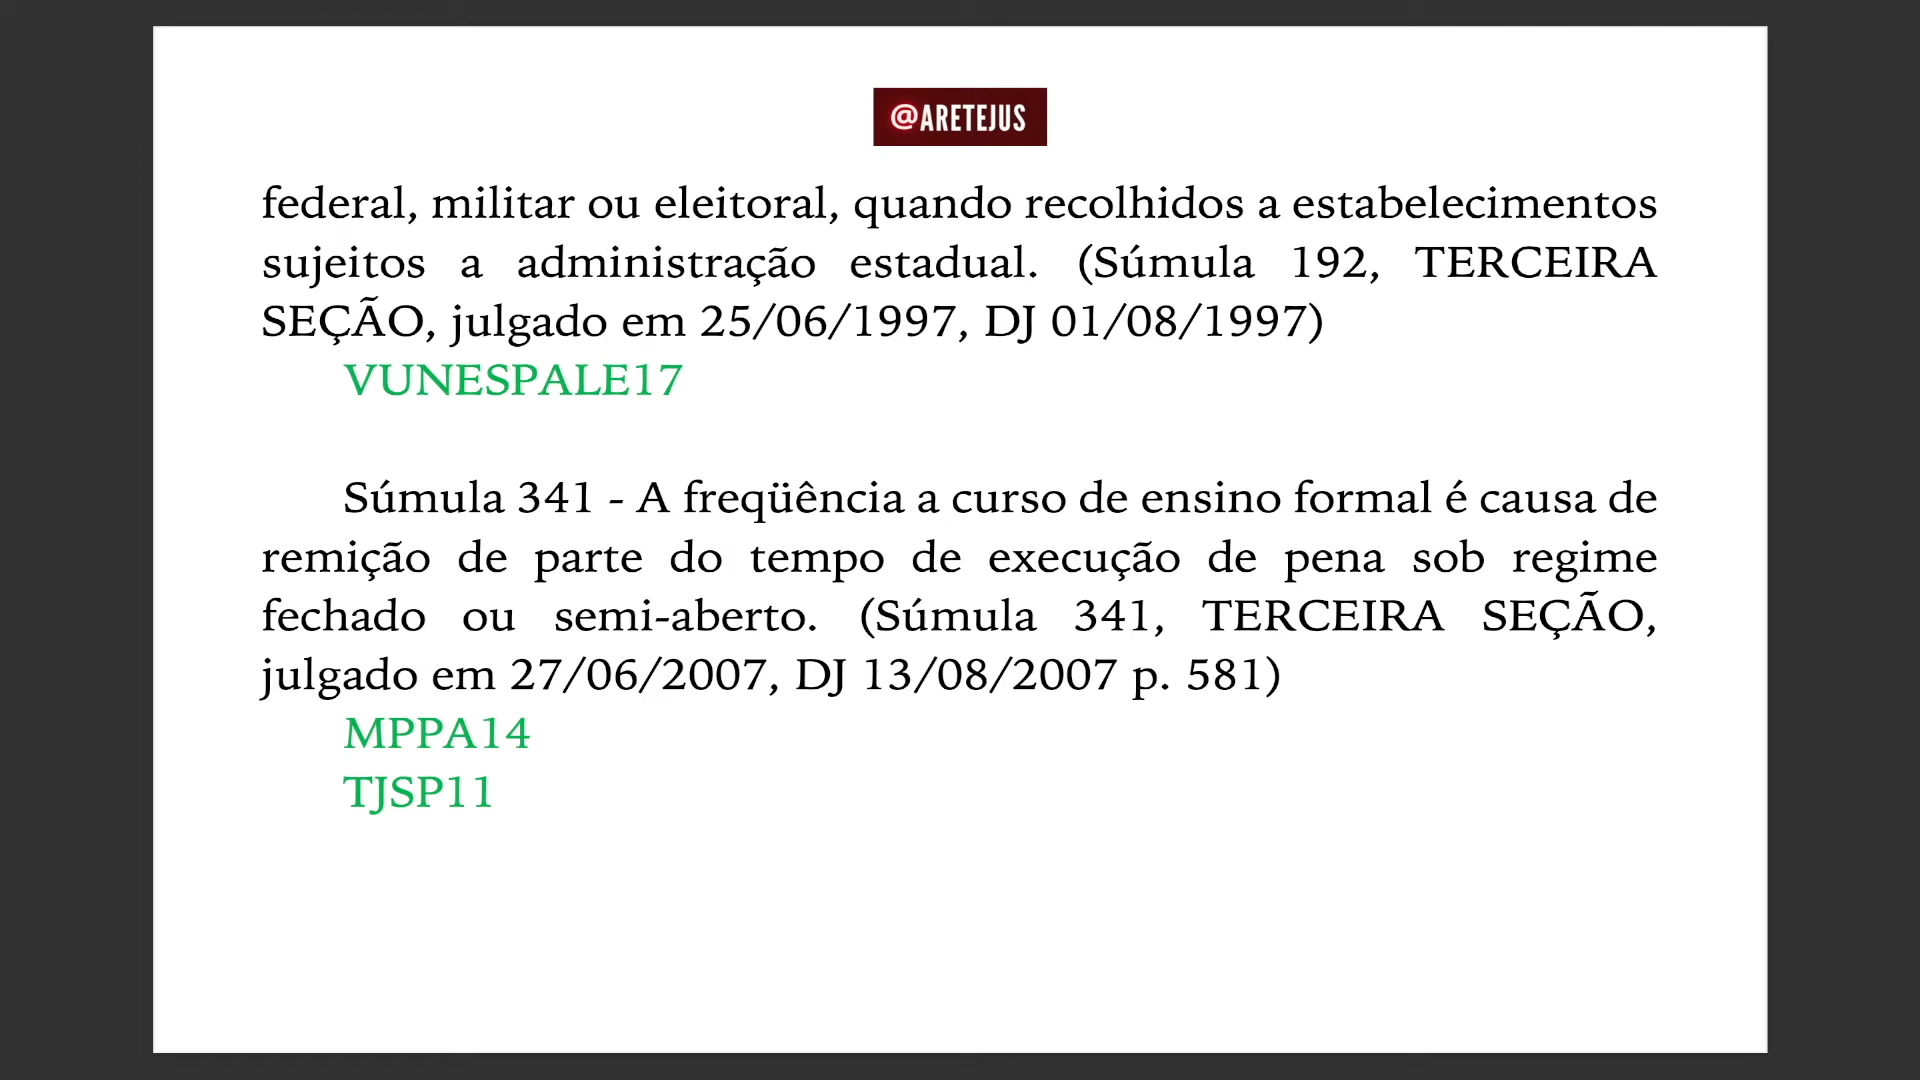 @ARETEJUS
federal, militar ou eleitoral, quando recolhidos a estabelecimentos
sujeitos a administração estadual. (Súmula 192, TERCEIRA
SEÇÃO, julgado em 25/06/1997, DJ 01/08/1997)
VUNESPALE17
Súmula 341 - A freqüência a curso de ensino formal é causa de
remição de parte do tempo de execução de pena sob regime
fechado ou semi-aberto. (Súmula 341, TERCEIRA SEÇÃO,
julgado em 27/06/2007, DJ 13/08/2007 p. 581)
MPPA14
TJSP11